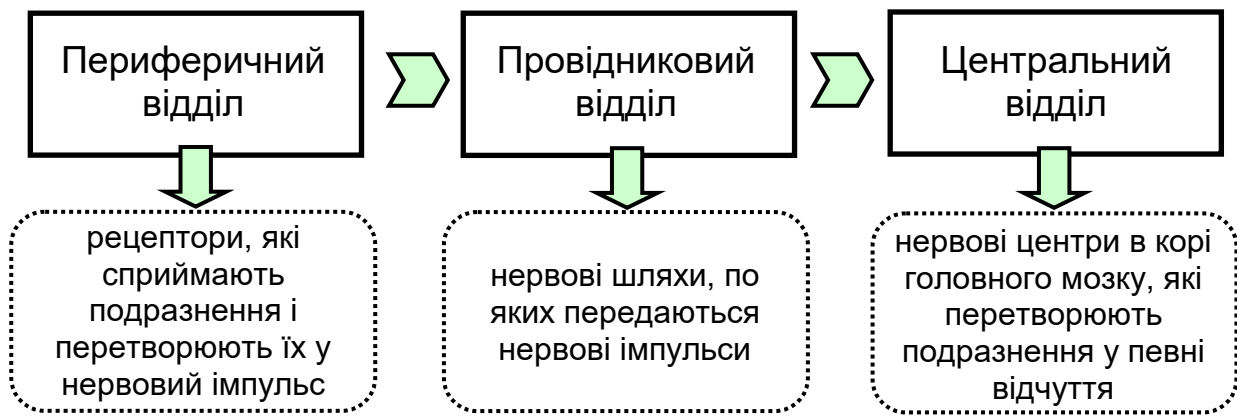 Периферичний
відділ
Провідниковий
відділ
Центральний
відділ
рецептори, які
сприймають
подразнення і
перетворюють їх у
нервовий імпульс
нервові шляхи, по
яких передаються
нервові імпульси
нервові центри в корі
головного мозку, які
перетворюють
подразнення у певні
відчуття